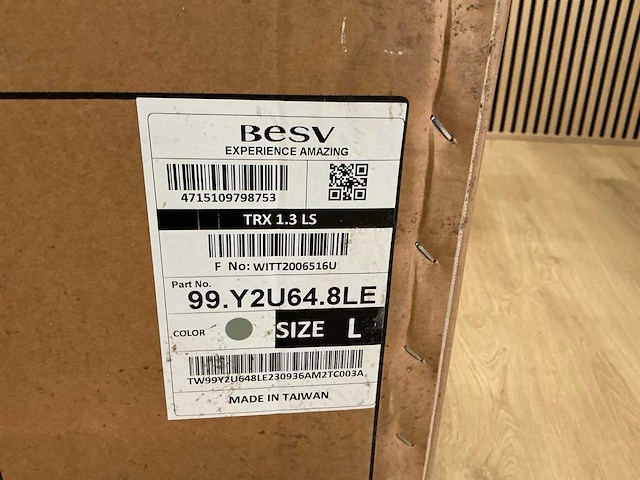 BESV
EXPERIENCE AMAZING
4715109798753
TRX 1.3 LS
F No: WITT2006516U
Part No.
99.Y2U64.8LE
COLOR SIZE L
TW99Y2U648LE230936AM2TC003A
MADE IN TAIWAN